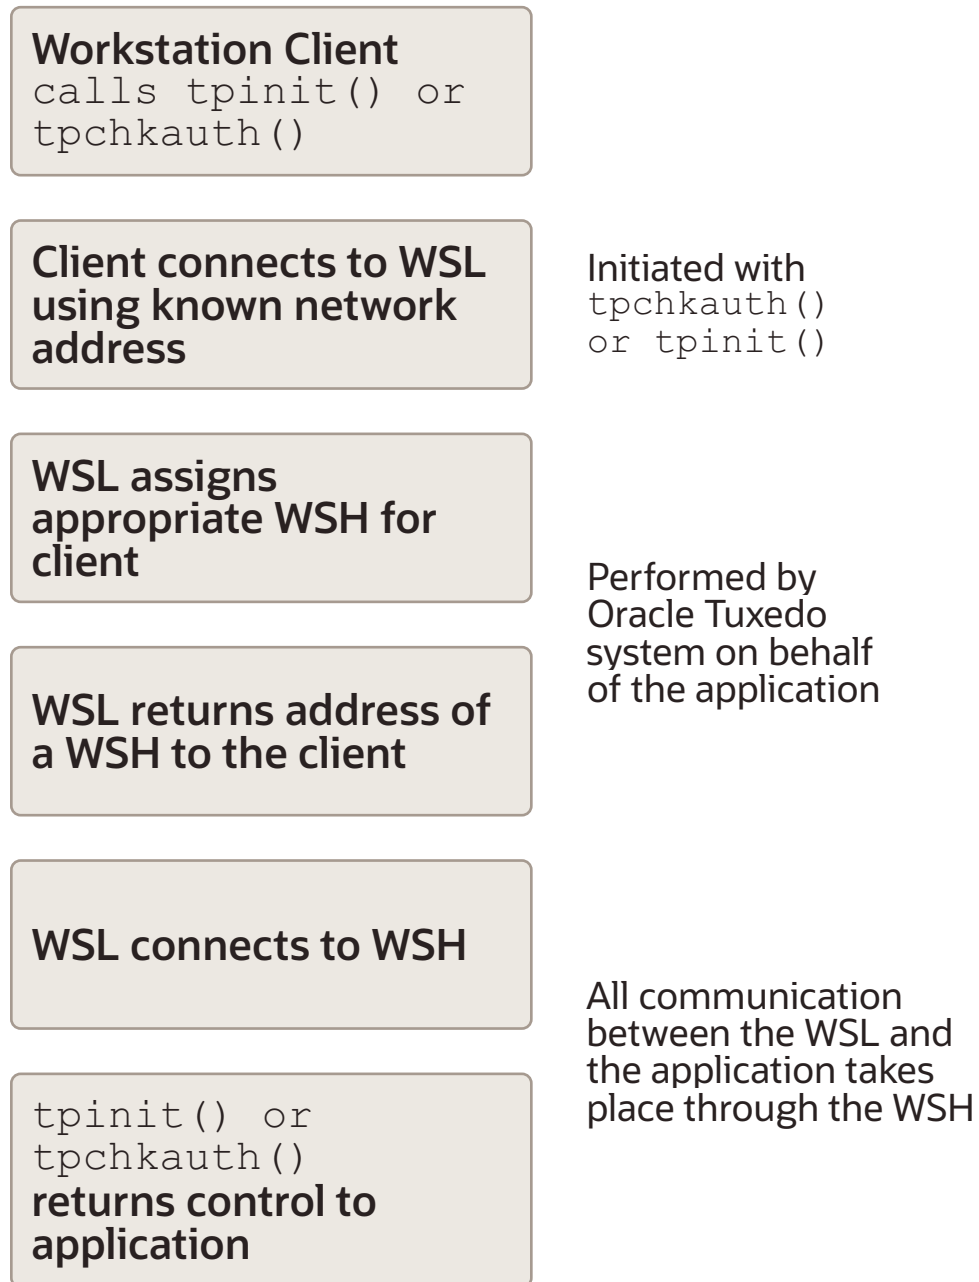 Workstation Client
calls tpinit() or
tpchkauth()
Client connects to WSL
using known network
address
Initiated with
tpchkauth()
or tpinit()
WSL assigns
appropriate WSH for
client
Performed by
Oracle Tuxedo
system on behalf
of the application
WSL returns address of
a WSH to the client
WSL connects to WSH
All communication
between the WSL and
the application takes
place through the WSH
tpinit() or
tpchkauth()
returns control to
application